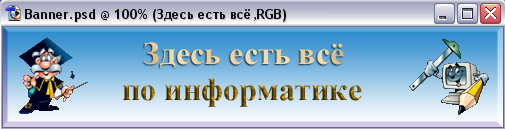 Banner.psd @ 100% (Здесь есть всё ,RGB)
Здесь есть всё
по информатике